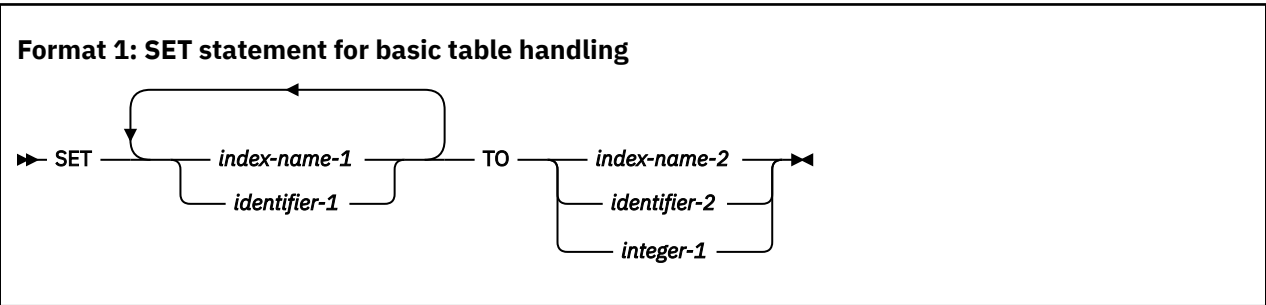 Format 1: SET statement for basic table handling
SET index-name-1 TO index-name-2
identifier-1 identifier-2
integer-1